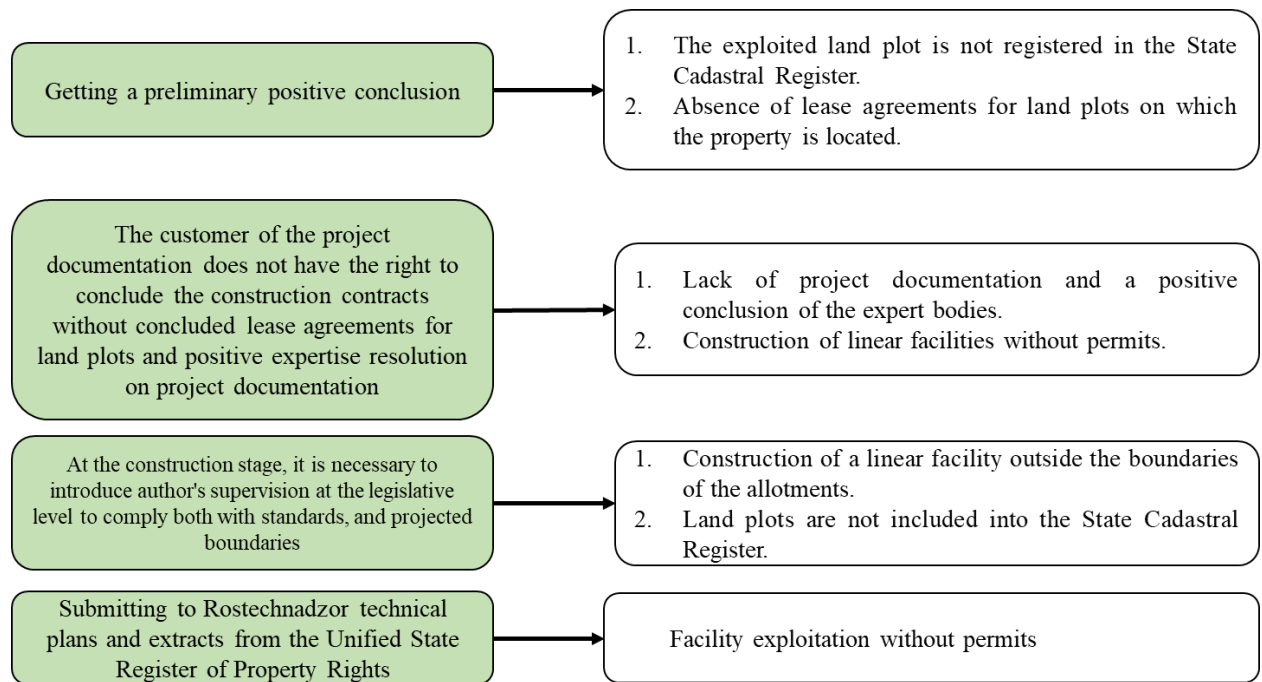 Getting a preliminary positive conclusion
1. The exploited land plot is not registered in the State
Cadastral Register.
2. Absence of lease agreements for land plots on which
the property is located.
The customer of the project
documentation does not have the right to
conclude the construction contracts
without concluded lease agreements for
land plots and positive expertise resolution
on project documentation
1. Lack of project documentation and a positive
conclusion of the expert bodies.
2. Construction of linear facilities without permits.
At the construction stage, it is necessary to
introduce author's supervision at the legislative
level to comply both with standards, and projected
boundaries
1. Construction of a linear facility outside the boundaries
of the allotments.
2. Land plots are not included into the State Cadastral
Register.
Submitting to Rostechnadzor technical
plans and extracts from the Unified State
Register of Property Rights
Facility exploitation without permits